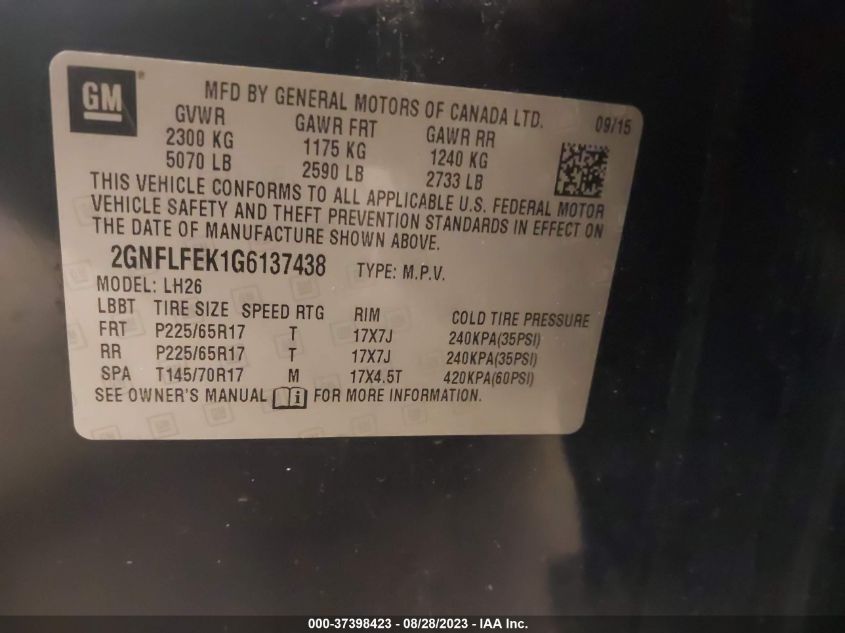 GM ®
MFD BY GENERAL MOTORS OF CANADA LTD. 09/15
GVWR GAWR FRT GAWR RR
2300 KG 1175 KG 1240 KG
5070 LB 2590 LB 2733 LB
THIS VEHICLE CONFORMS TO ALL APPLICABLE U.S. FEDERAL MOTOR
VEHICLE SAFETY AND THEFT PREVENTION STANDARDS IN EFFECT ON
THE DATE OF MANUFACTURE SHOWN ABOVE.
2GNFLFEK1G6137438 TYPE: M.P.V.
MODEL: LH26
LBBT TIRE SIZE SPEED RTG RIM COLD TIRE PRESSURE
FRT P225/65R17 T 17X7J 240KPA(35PSI)
RR P225/65R17 T 17X7J 240KPA(35PSI)
SPA T145/70R17 M 17X4.5T 420KPA(60PSI)
SEE OWNER'S MANUAL i FOR MORE INFORMATION.
000-37398423 - 08/28/2023 - IAA Inc.